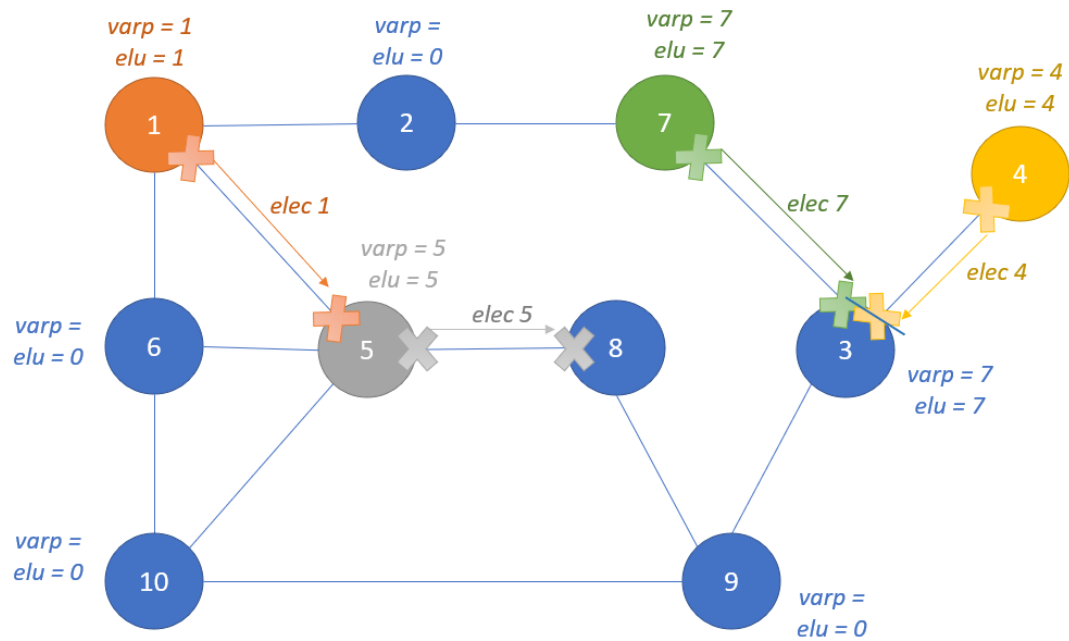 varp = 1
elu = 1
varp =
elu = 0
varp = 7
elu = 7
varp = 4
elu = 4
1
2
7
4
elec 1
elec 7
elec 4
varp = 5
elu = 5
elec 5
varp =
elu = 0
6
5
8
3
varp = 7
elu = 7
varp =
elu = 0
10
9
varp =
elu = 0